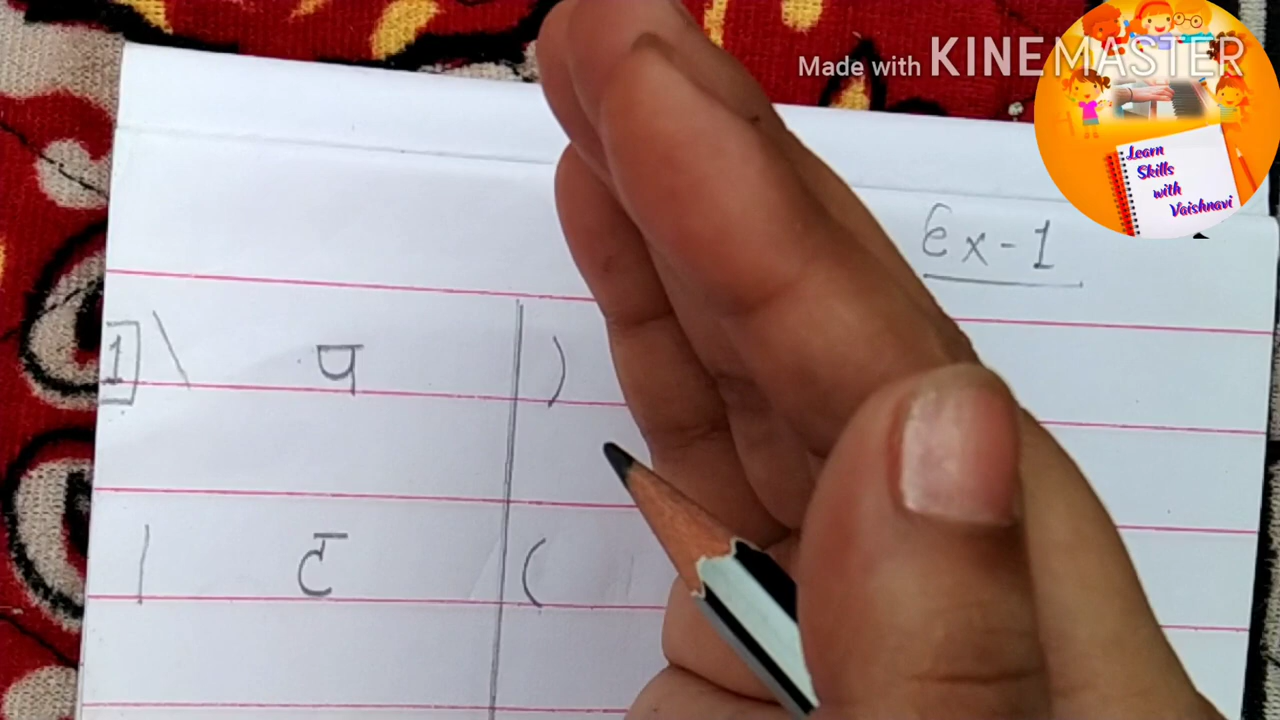 Made with KINEMASTER
Learn
Skills
with
Vaishnavi
Ex-1
1 \ प )
| ट (